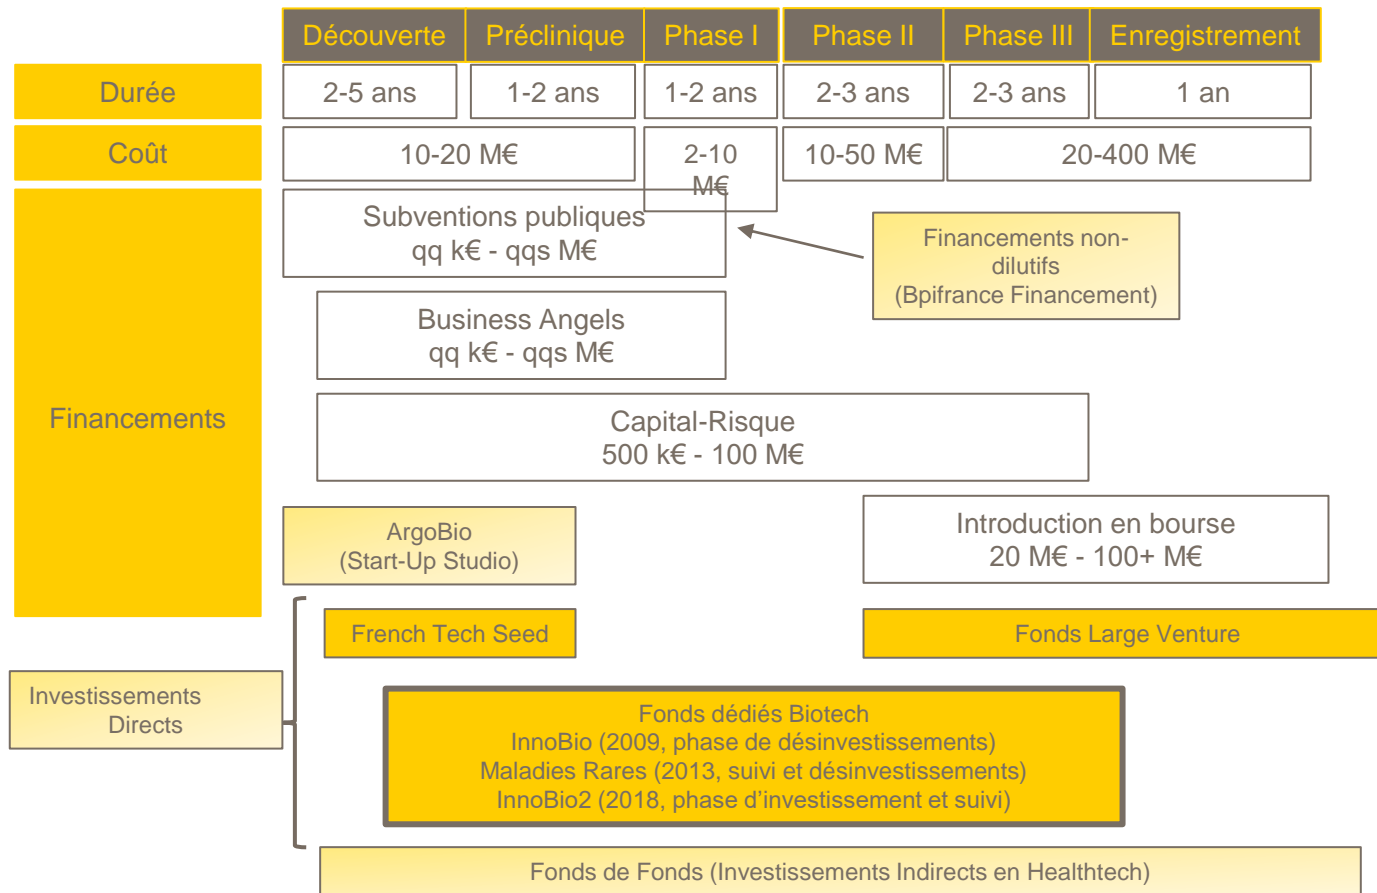 Découverte
Préclinique
Phase I
Phase II
Phase III
Enregistrement
Durée
2-5 ans
1-2 ans
1-2 ans
2-3 ans
2-3 ans
1 an
Coût
10-20 M€
2-10
M€
10-50 M€
20-400 M€
Financements
Subventions publiques
qq k€ - qqs M€
Financements non-
dilutifs
(Bpifrance Financement)
Business Angels
qq k€ - qqs M€
Capital-Risque
500 k€ - 100 M€
ArgoBio
(Start-Up Studio)
Introduction en bourse
20 M€ - 100+ M€
French Tech Seed
Fonds Large Venture
Investissements
Directs
Fonds dédiés Biotech
InnoBio (2009, phase de désinvestissements)
Maladies Rares (2013, suivi et désinvestissements)
InnoBio2 (2018, phase d'investissement et suivi)
Fonds de Fonds (Investissements Indirects en Healthtech)